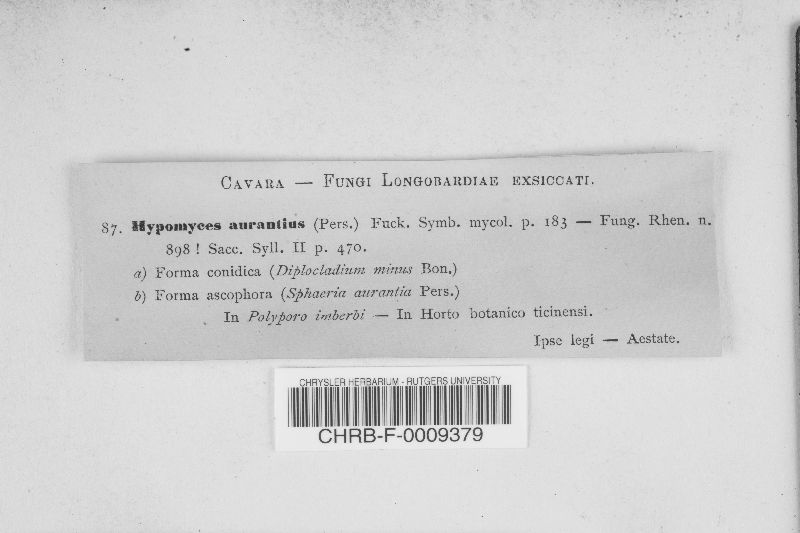 CAVARA — FUNGI LONGOBARDIAE EXSICCATI.
87. Hypomyces aurantius (Pers.) Fuck. Symb. mycol. p. 183 — Fung. Rhen. n.
898! Sacc. Syll. II p. 470.
a) Forma conidica (Diplocladium minus Bon.)
b) Forma ascophora (Sphaeria aurantia Pers.)
In Polyporo imberbi — In Horto botanico ticinensi.
Ipse legi — Aestate.
CHRYSLER HERBARIUM - RUTGERS UNIVERSITY
CHRB-F-0009379